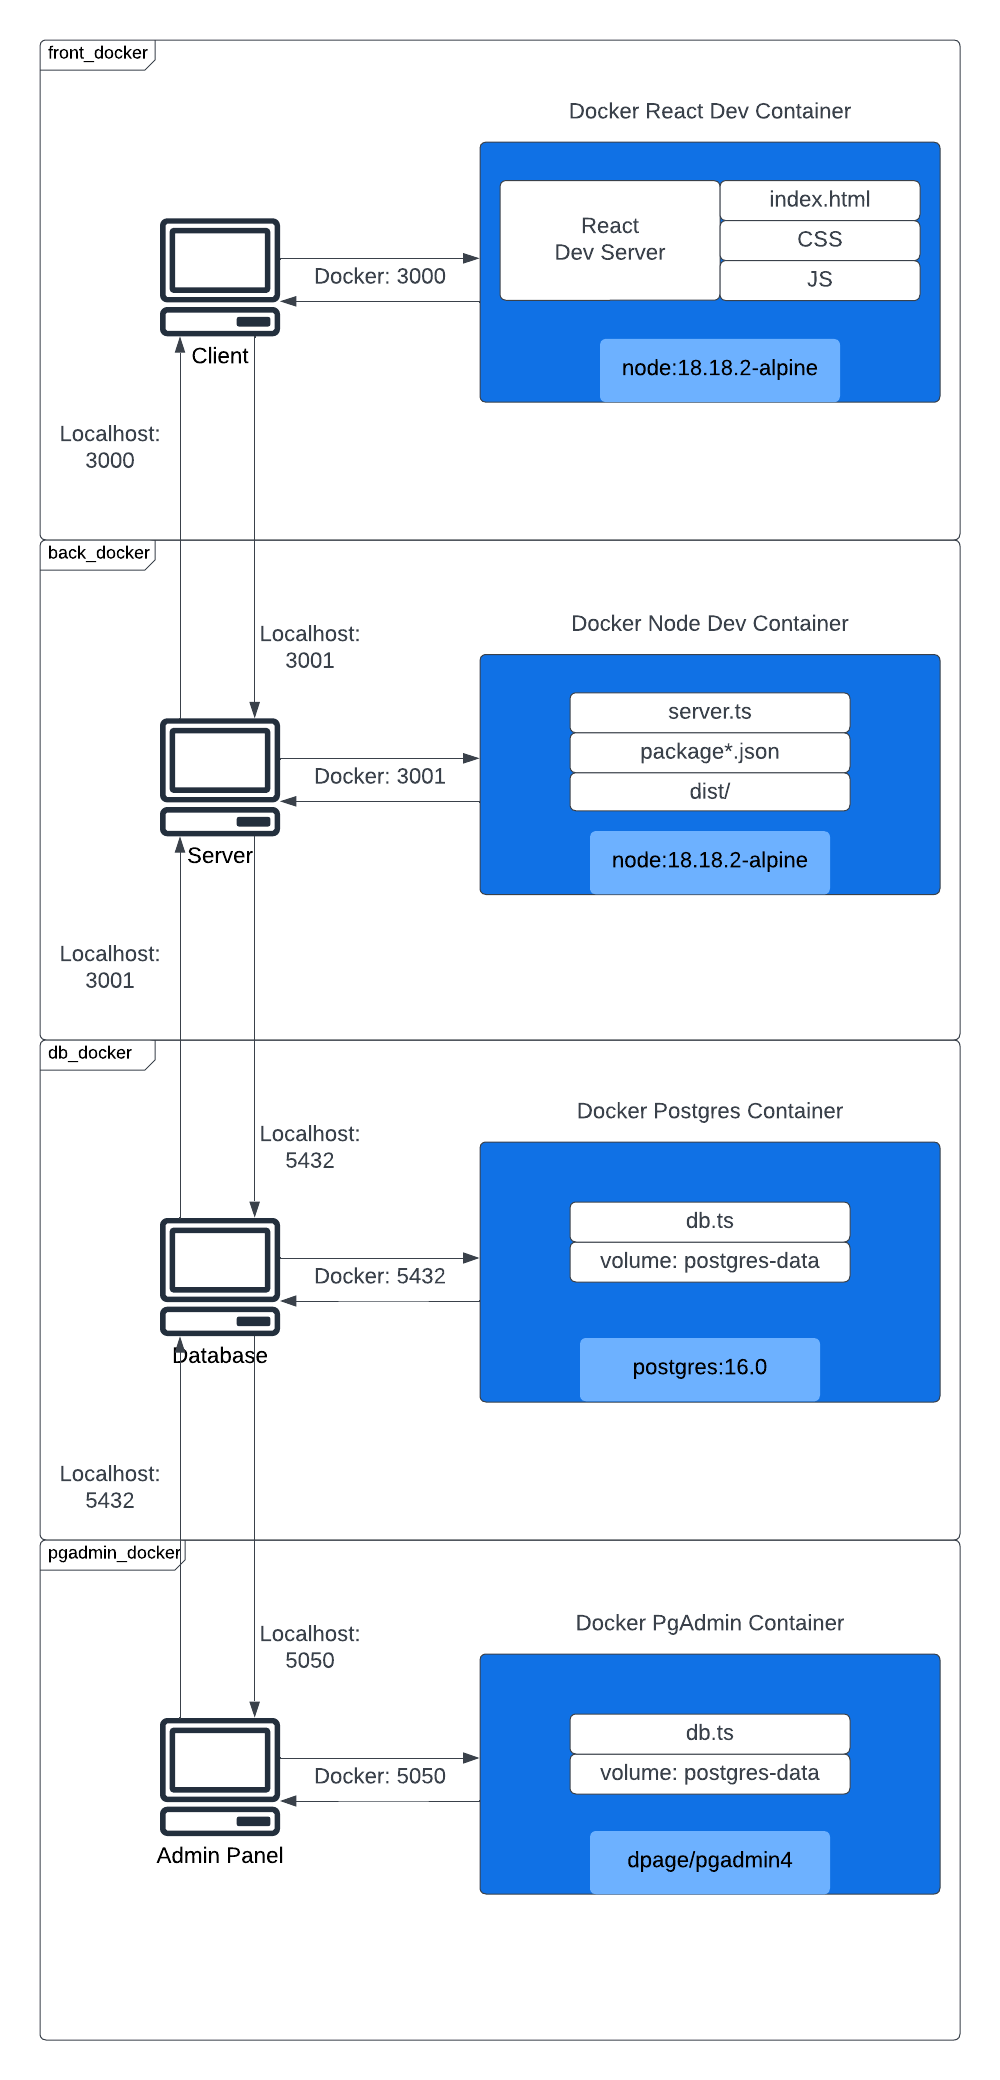 front_docker
Docker React Dev Container
React
Dev Server
index.html
CSS
JS
Docker: 3000
node:18.18.2-alpine
Client
Localhost:
3000
back_docker
Localhost:
3001
Docker Node Dev Container
server.ts
package*.json
dist/
Docker: 3001
node:18.18.2-alpine
Server
Localhost:
3001
db_docker
Localhost:
5432
Docker Postgres Container
db.ts
volume: postgres-data
Docker: 5432
postgres:16.0
Database
Localhost:
5432
pgadmin_docker
Localhost:
5050
Docker PgAdmin Container
db.ts
volume: postgres-data
Docker: 5050
dpage/pgadmin4
Admin Panel